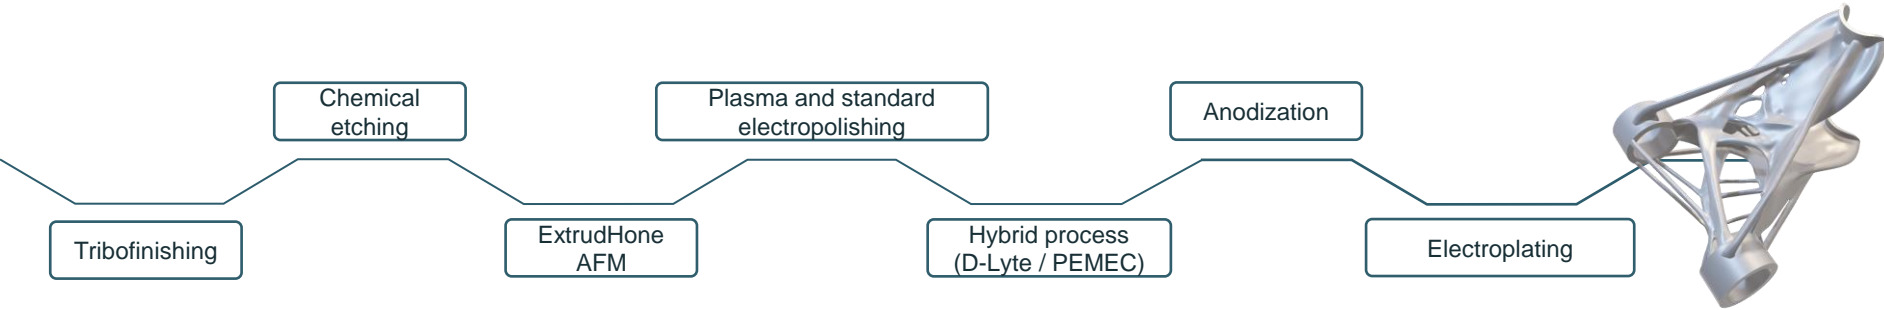 Tribofinishing
Chemical
etching
ExtrudHone
AFM
Plasma and standard
electropolishing
Hybrid process
(D-Lyte / PEMEC)
Anodization
Electroplating